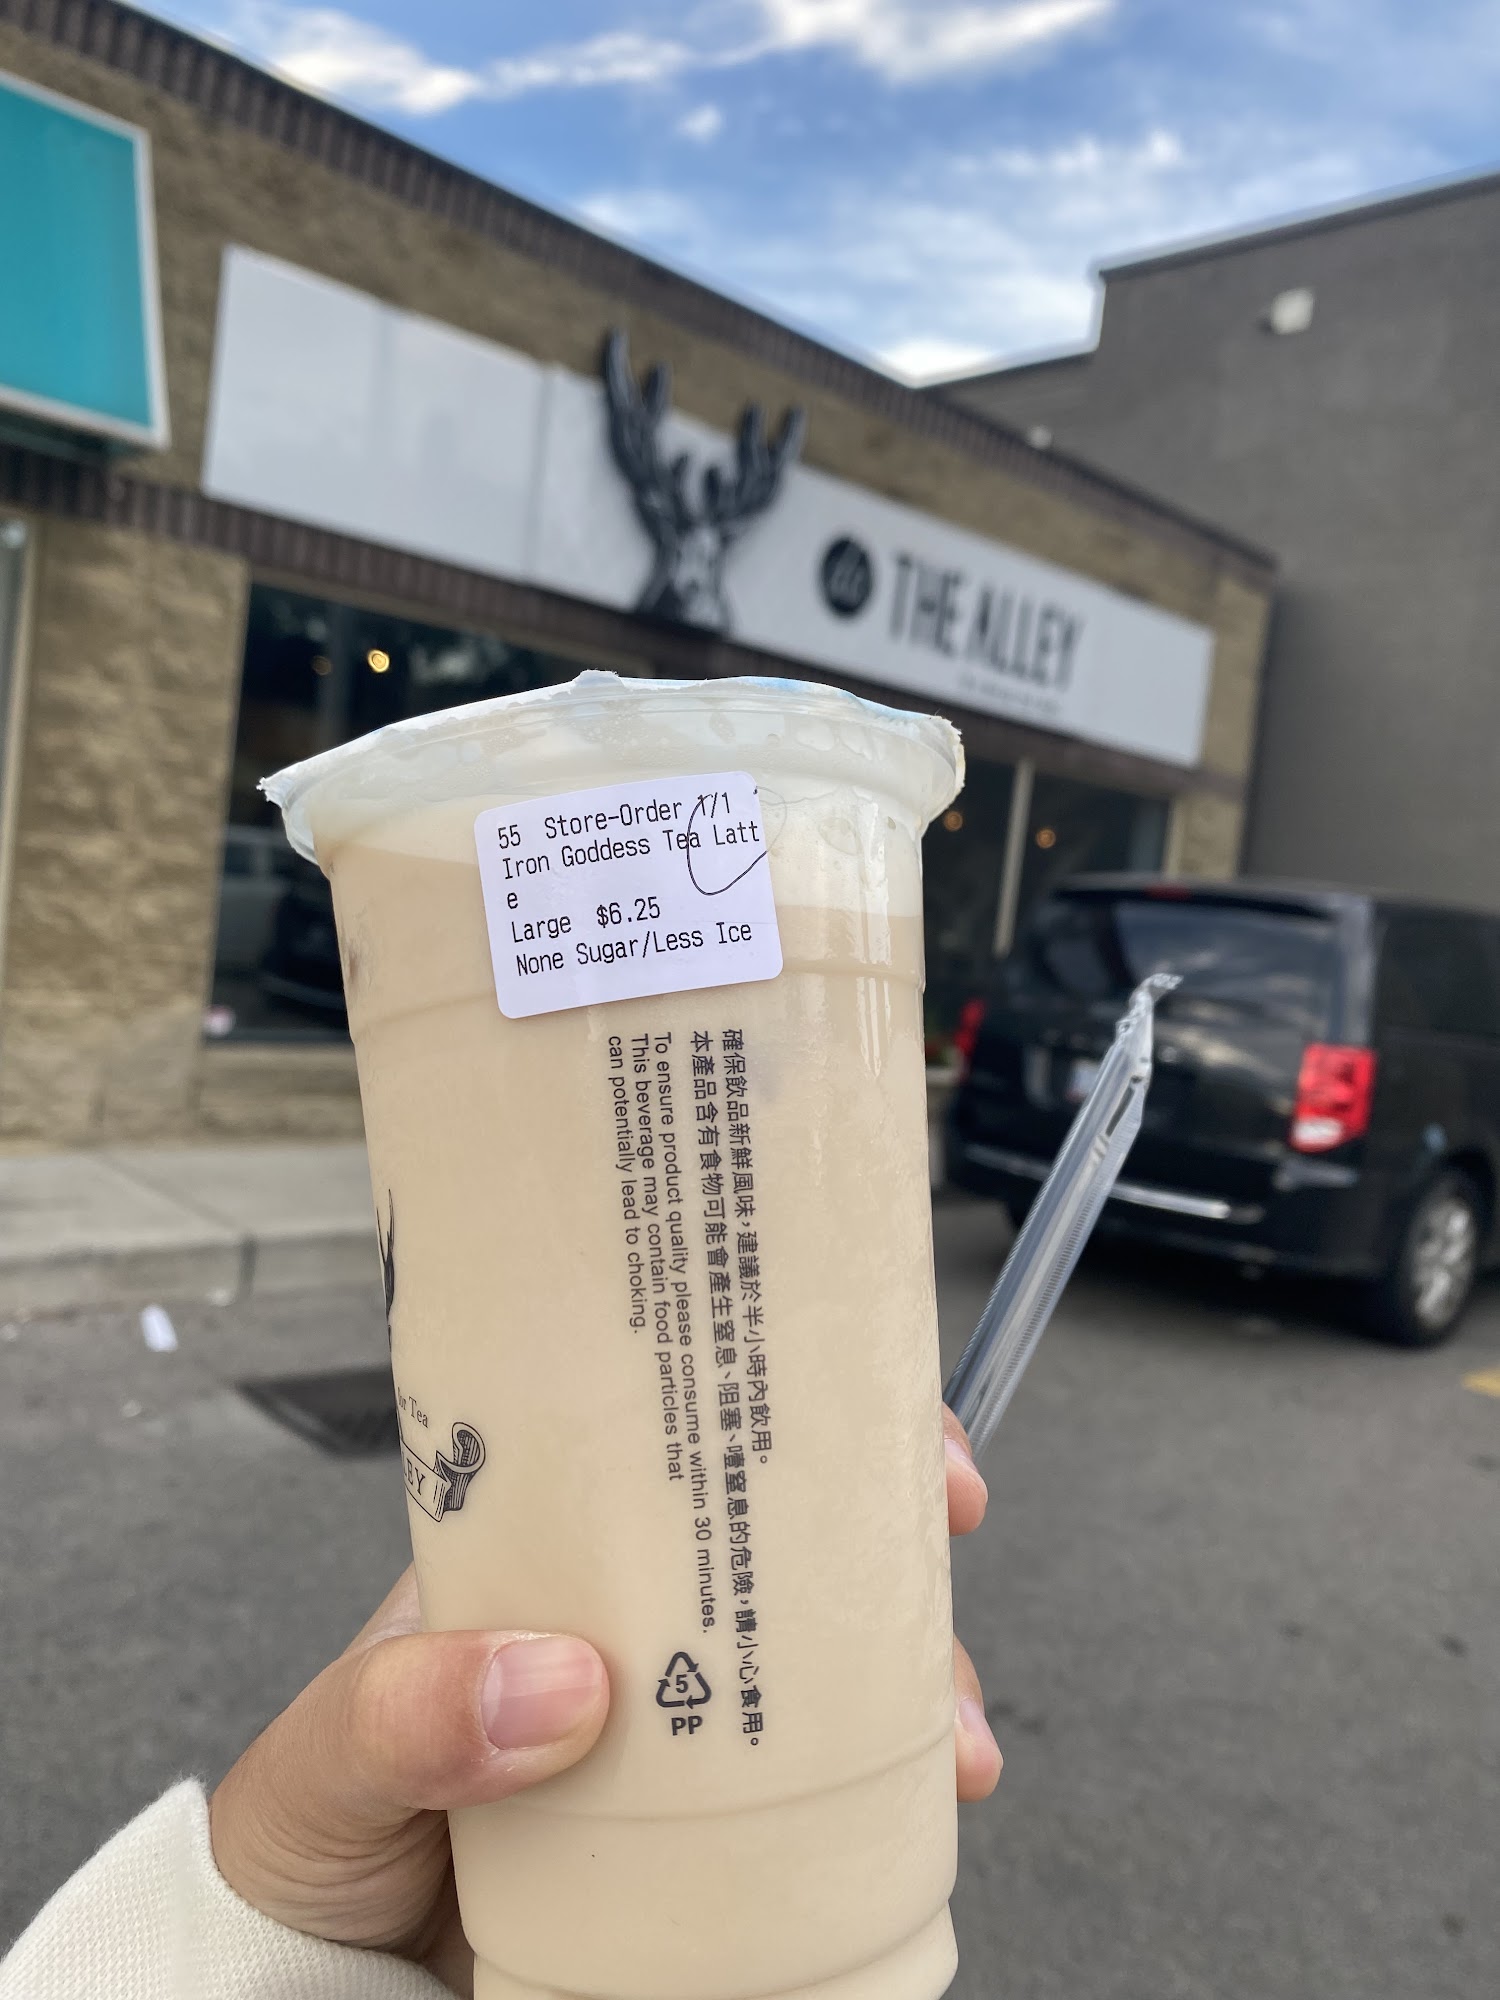 THE ALLEY
55 Store-Order 1/1
Iron Goddess Tea Latt
e
Large $6.25
None Sugar/Less Ice
確保飲品新鮮風味，建議於半小時內飲用。
本產品含有食物可能會產生窒息、阻塞、噎窒息的危險，請小心食用。
To ensure product quality please consume within 30 minutes.
This beverage may contain food particles that
can potentially lead to choking.
5
PP
for Tea
LEY